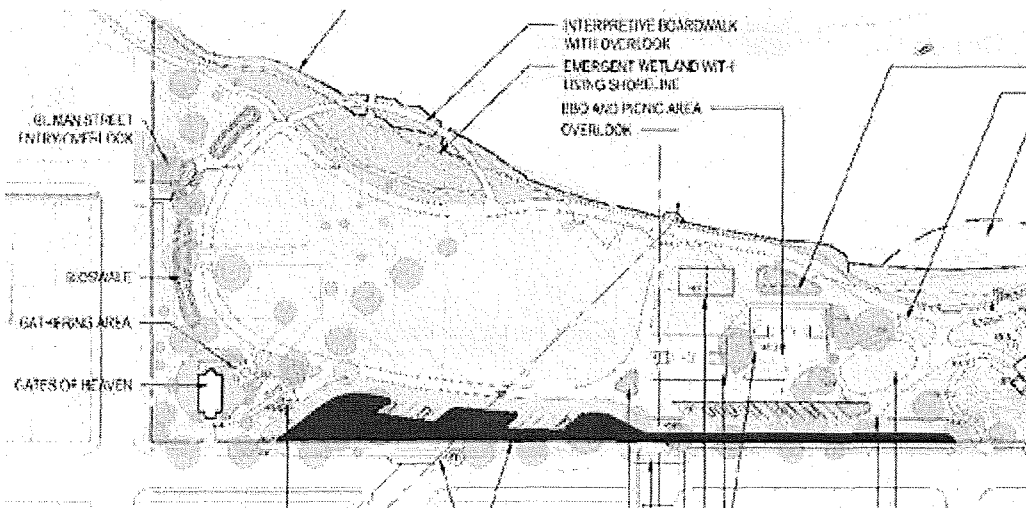 INTERPRETIVE BOARDWALK
WITH OVERLOOK
EMERGENT WETLAND WITH
LIVING SHORELINE
BBQ AND PICNIC AREA
OVERLOOK
STREET
ENTRY/OVERLOOK
BIOSWALE
GATHERING AREA
GATES OF HEAVEN